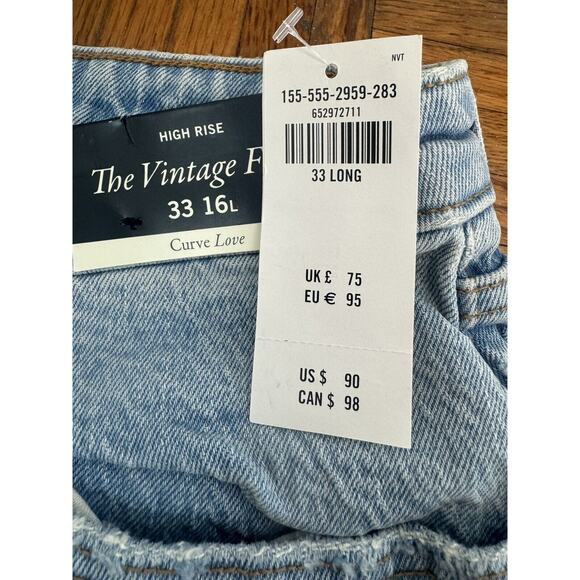 NVT
155-555-2959-283
652972711
33 LONG
UK £ 75
EU € 95
US $ 90
CAN $ 98
HIGH RISE
The Vintage
33 16L
Curve Love